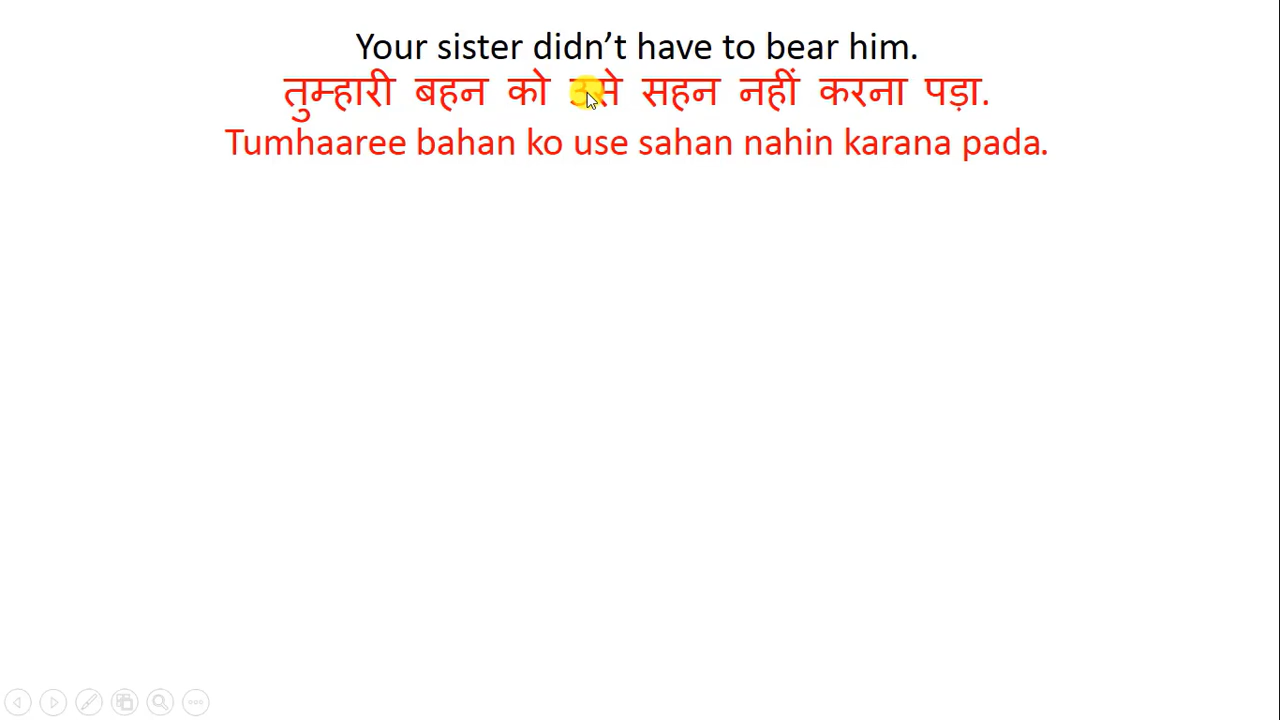 Your sister didn’t have to bear him.
तुम्हारी बहन को उसे सहन नहीं करना पड़ा.
Tumhaaree bahan ko use sahan nahin karana pada.